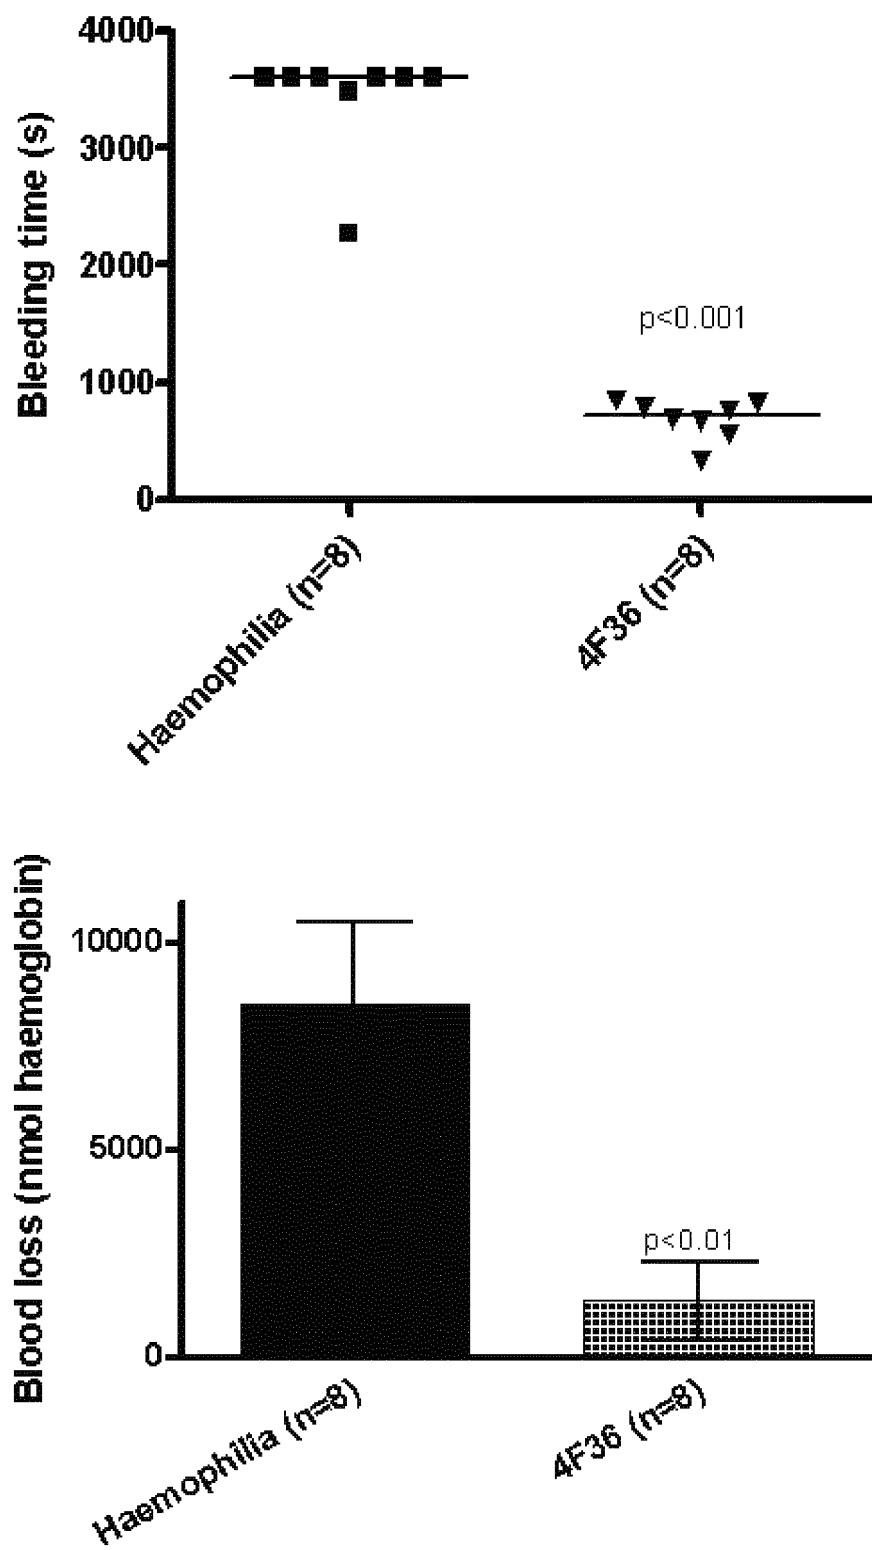 Bleeding time (s)
4000
3000
2000
1000
0
p<0.001
Haemophilia (n=8)
4F36 (n=8)
Blood loss (nmol haemoglobin)
10000
5000
0
p<0.01
Haemophilia (n=8)
4F36 (n=8)